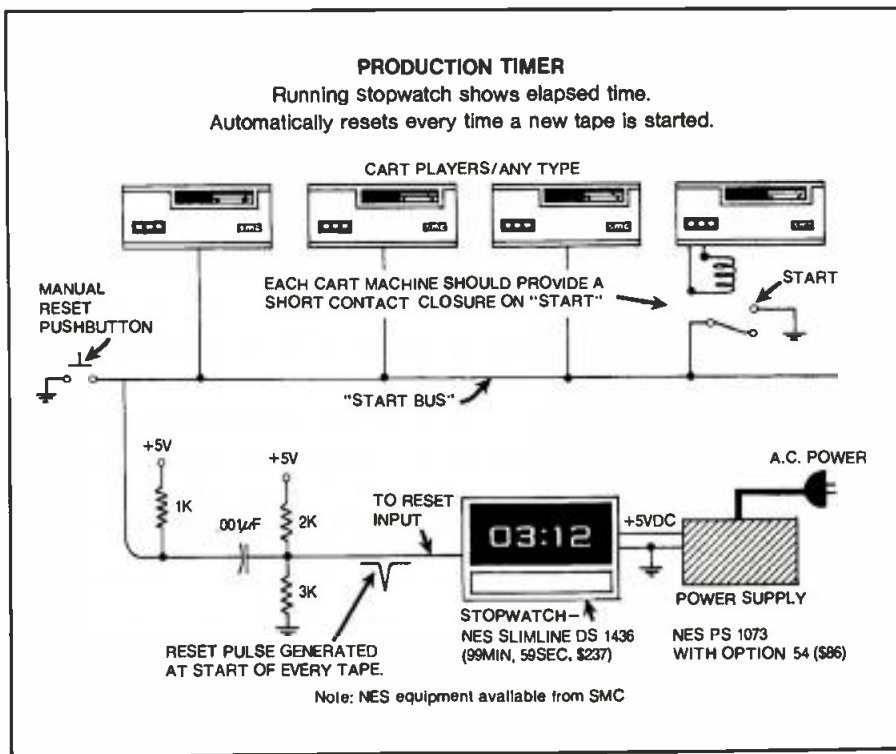 PRODUCTION TIMER
Running stopwatch shows elapsed time.
Automatically resets every time a new tape is started.
CART PLAYERS/ANY TYPE
SMC
SMC
SMC
SMC
EACH CART MACHINE SHOULD PROVIDE A
SHORT CONTACT CLOSURE ON "START"
START
MANUAL
RESET
PUSHBUTTON
"START BUS"
+5V
+5V
A.C. POWER
1K
.001µF
2K
TO RESET
INPUT
03:12
+5VDC
3K
POWER SUPPLY
STOPWATCH–
NES SLIMLINE DS 1436
(99MIN, 59SEC, $237)
NES PS 1073
WITH OPTION 54 ($86)
RESET PULSE GENERATED
AT START OF EVERY TAPE.
Note: NES equipment available from SMC